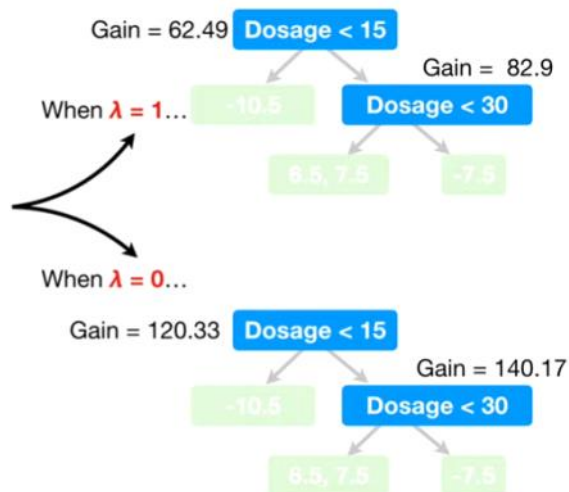 Gain = 62.49 Dosage < 15
Gain = 82.9
When λ = 1… -10.5 Dosage < 30
6.5, 7.5 -7.5
When λ = 0…
Gain = 120.33 Dosage < 15
Gain = 140.17
-10.5 Dosage < 30
6.5, 7.5 -7.5